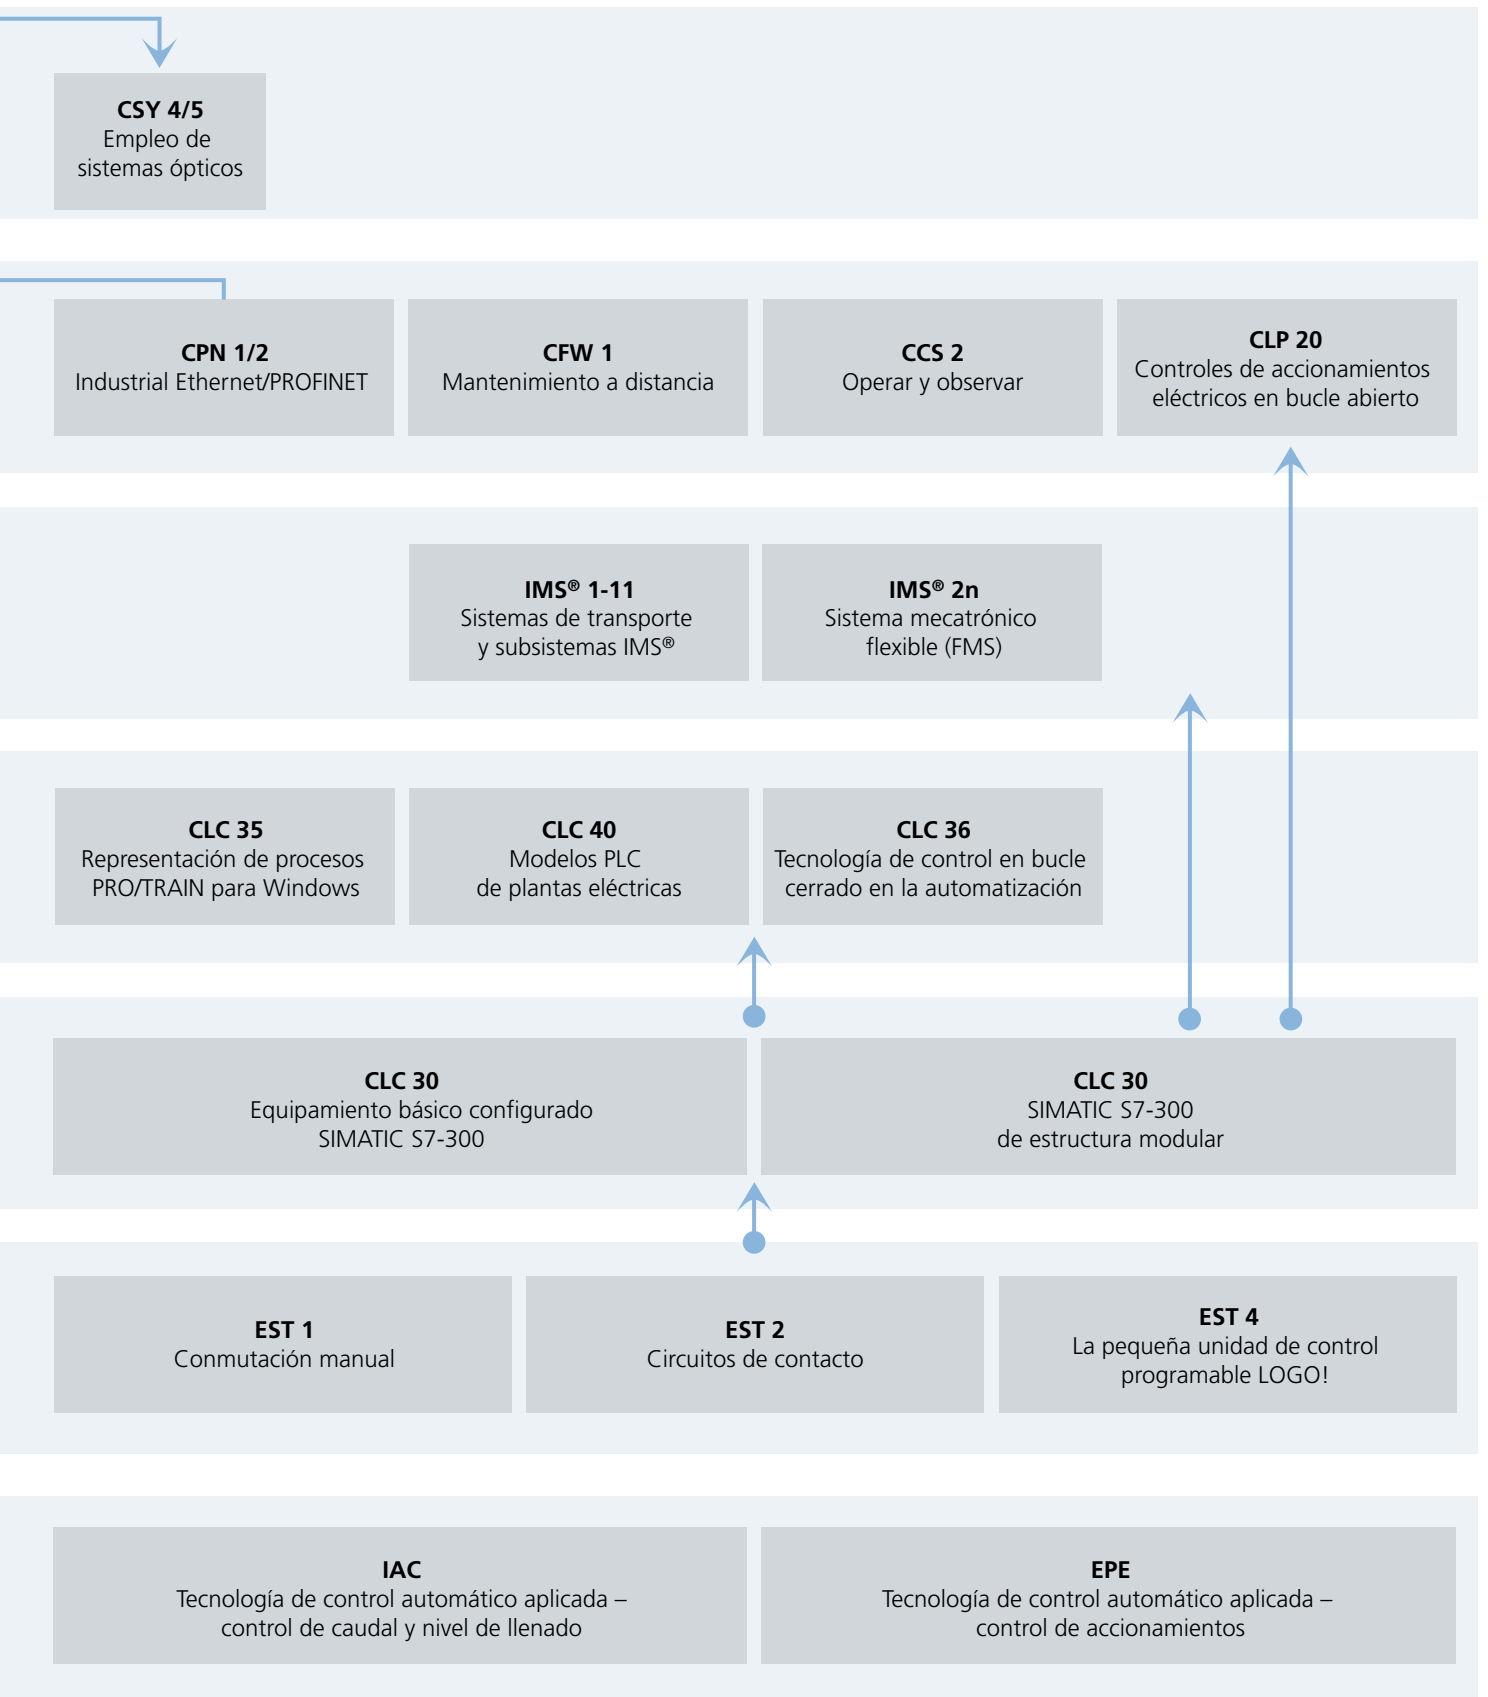 CSY 4/5
Empleo de
sistemas ópticos
CPN 1/2
Industrial Ethernet/PROFINET
CFW 1
Mantenimiento a distancia
CCS 2
Operar y observar
CLP 20
Controles de accionamientos
eléctricos en bucle abierto
IMS® 1-11
Sistemas de transporte
y subsistemas IMS®
IMS® 2n
Sistema mecatrónico
flexible (FMS)
CLC 35
Representación de procesos
PRO/TRAIN para Windows
CLC 40
Modelos PLC
de plantas eléctricas
CLC 36
Tecnología de control en bucle
cerrado en la automatización
CLC 30
Equipamiento básico configurado
SIMATIC S7-300
CLC 30
SIMATIC S7-300
de estructura modular
EST 1
Conmutación manual
EST 2
Circuitos de contacto
EST 4
La pequeña unidad de control
programable LOGO!
IAC
Tecnología de control automático aplicada –
control de caudal y nivel de llenado
EPE
Tecnología de control automático aplicada –
control de accionamientos